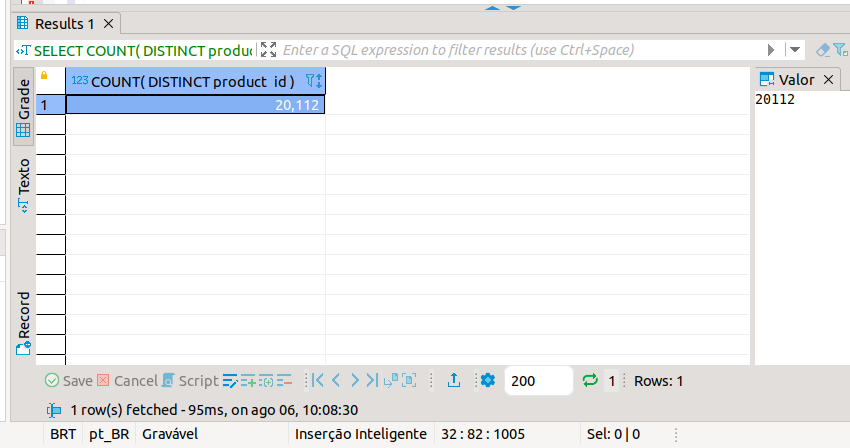 Results 1
SELECT COUNT( DISTINCT produc
Enter a SQL expression to filter results (use Ctrl+Space)
Grade
Texto
Record
123 COUNT( DISTINCT product_id )
1
20,112
Valor
20112
Save
Cancel
Script
200
1
Rows: 1
1 row(s) fetched - 95ms, on ago 06, 10:08:30
BRT
pt_BR
Gravável
Inserção Inteligente
32 : 82 : 1005
Sel: 0 | 0